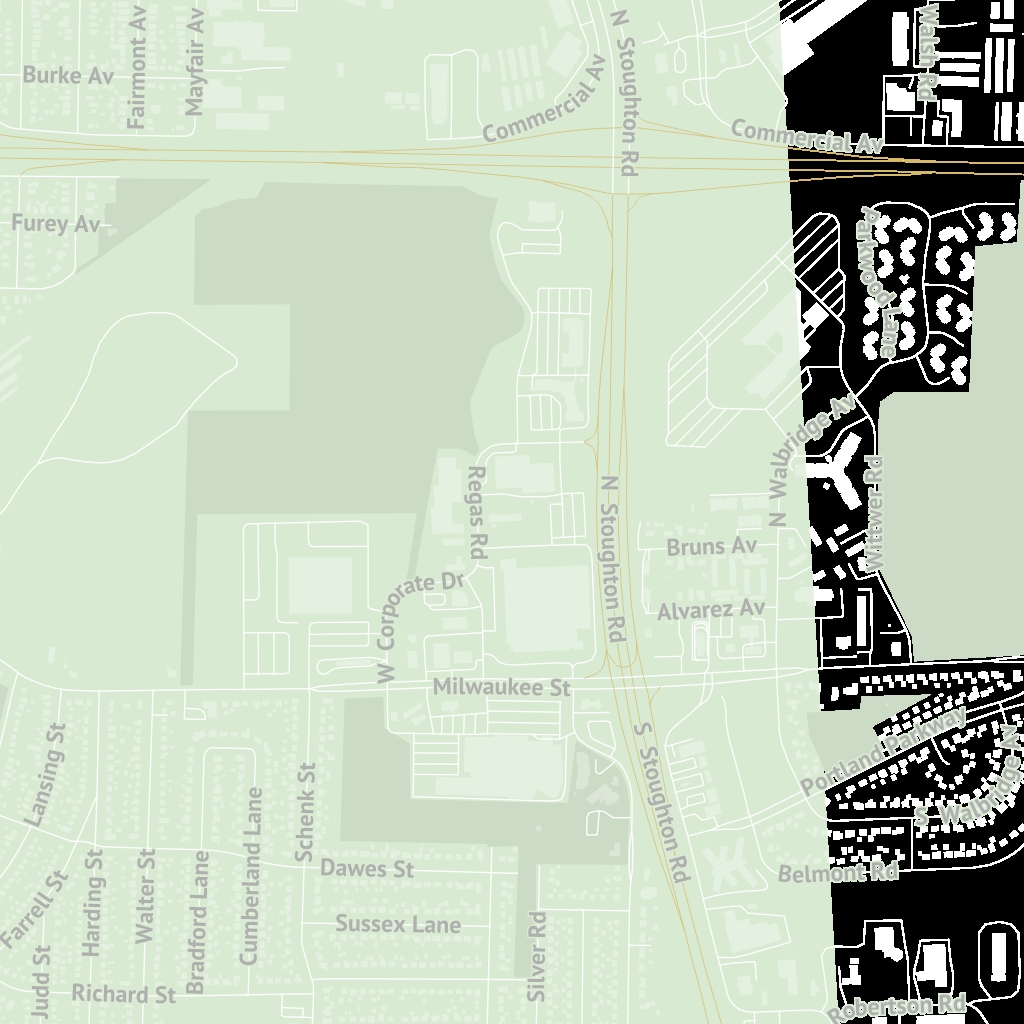 Burke Av
Fairmont Av
Mayfair Av
Commercial Av
N Stoughton Rd
Walsh Rd
Commercial Av
Furey Av
Parkwood Lane
N Walbridge Av
Regas Rd
N Stoughton Rd
Bruns Av
Wittwer Rd
W Corporate Dr
Alvarez Av
Milwaukee St
Lansing St
Schenk St
S Stoughton Rd
Portland Parkway
S Walbridge Av
Cumberland Lane
Dawes St
Belmont Rd
Farrell St
Harding St
Walter St
Bradford Lane
Sussex Lane
Silver Rd
Judd St
Richard St
Robertson Rd